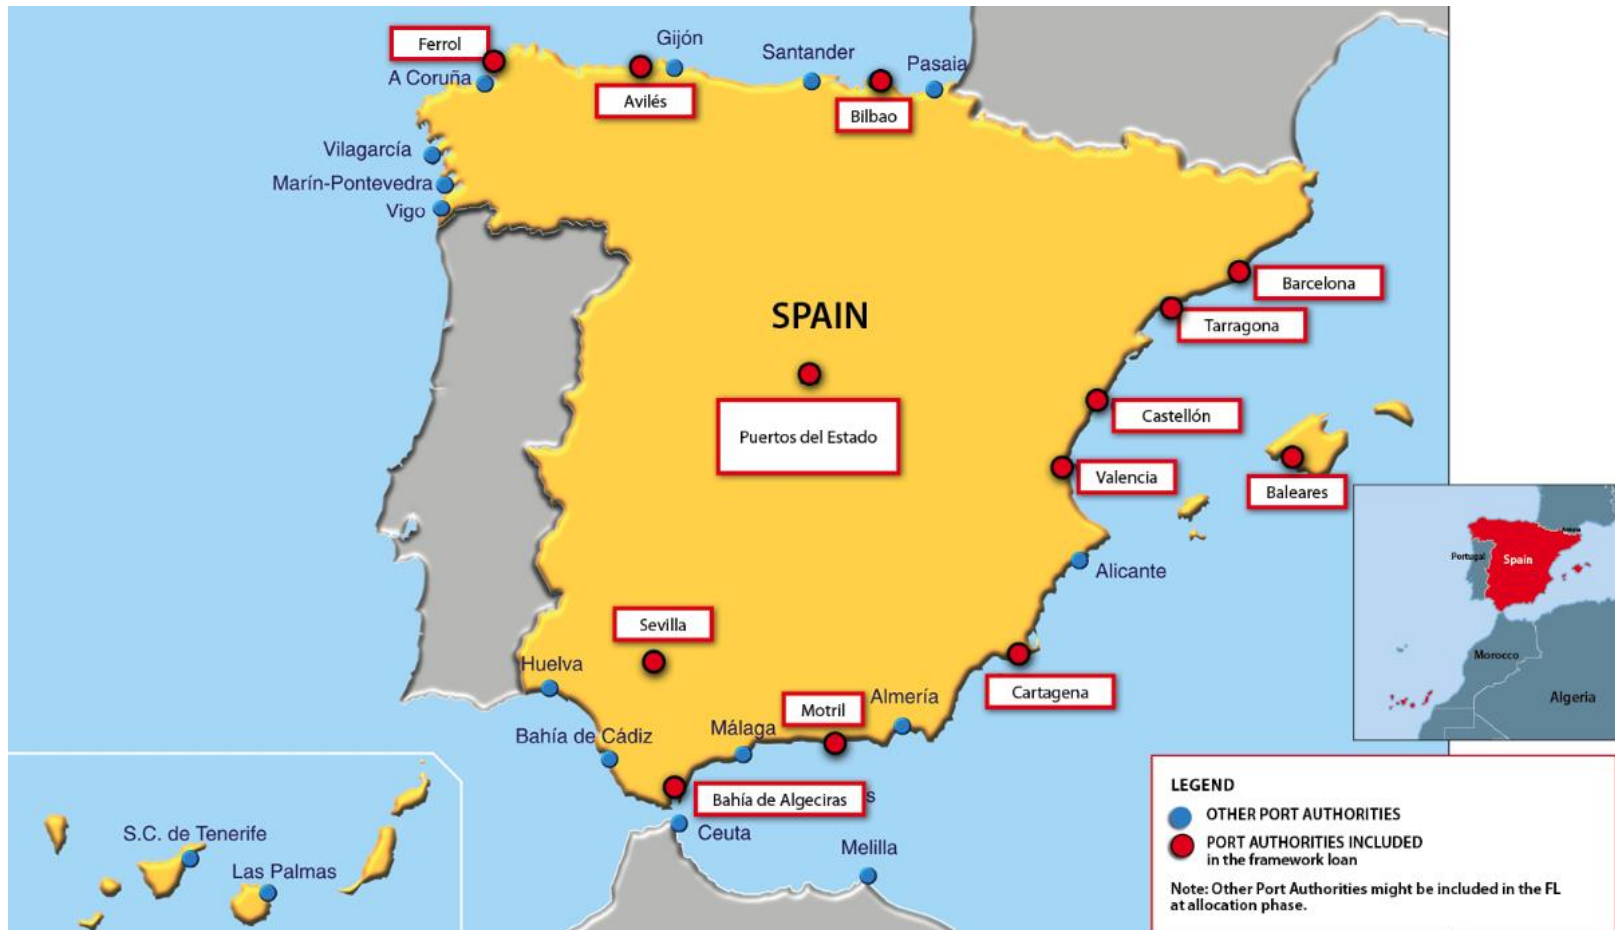 Ferrol
Gijón
Santander
Pasaia
A Coruña
Avilés
Bilbao
Vilagarcía
Marín-Pontevedra
Vigo
Barcelona
SPAIN
Tarragona
Puertos del Estado
Castellón
Valencia
Baleares
Alicante
Sevilla
Huelva
Cartagena
Motril
Almería
Málaga
Bahía de Cádiz
Bahía de Algeciras
s
Ceuta
Melilla
S.C. de Tenerife
Las Palmas
Portugal
Spain
Morocco
Algeria
LEGEND
OTHER PORT AUTHORITIES
PORT AUTHORITIES INCLUDED
in the framework loan
Note: Other Port Authorities might be included in the FL
at allocation phase.